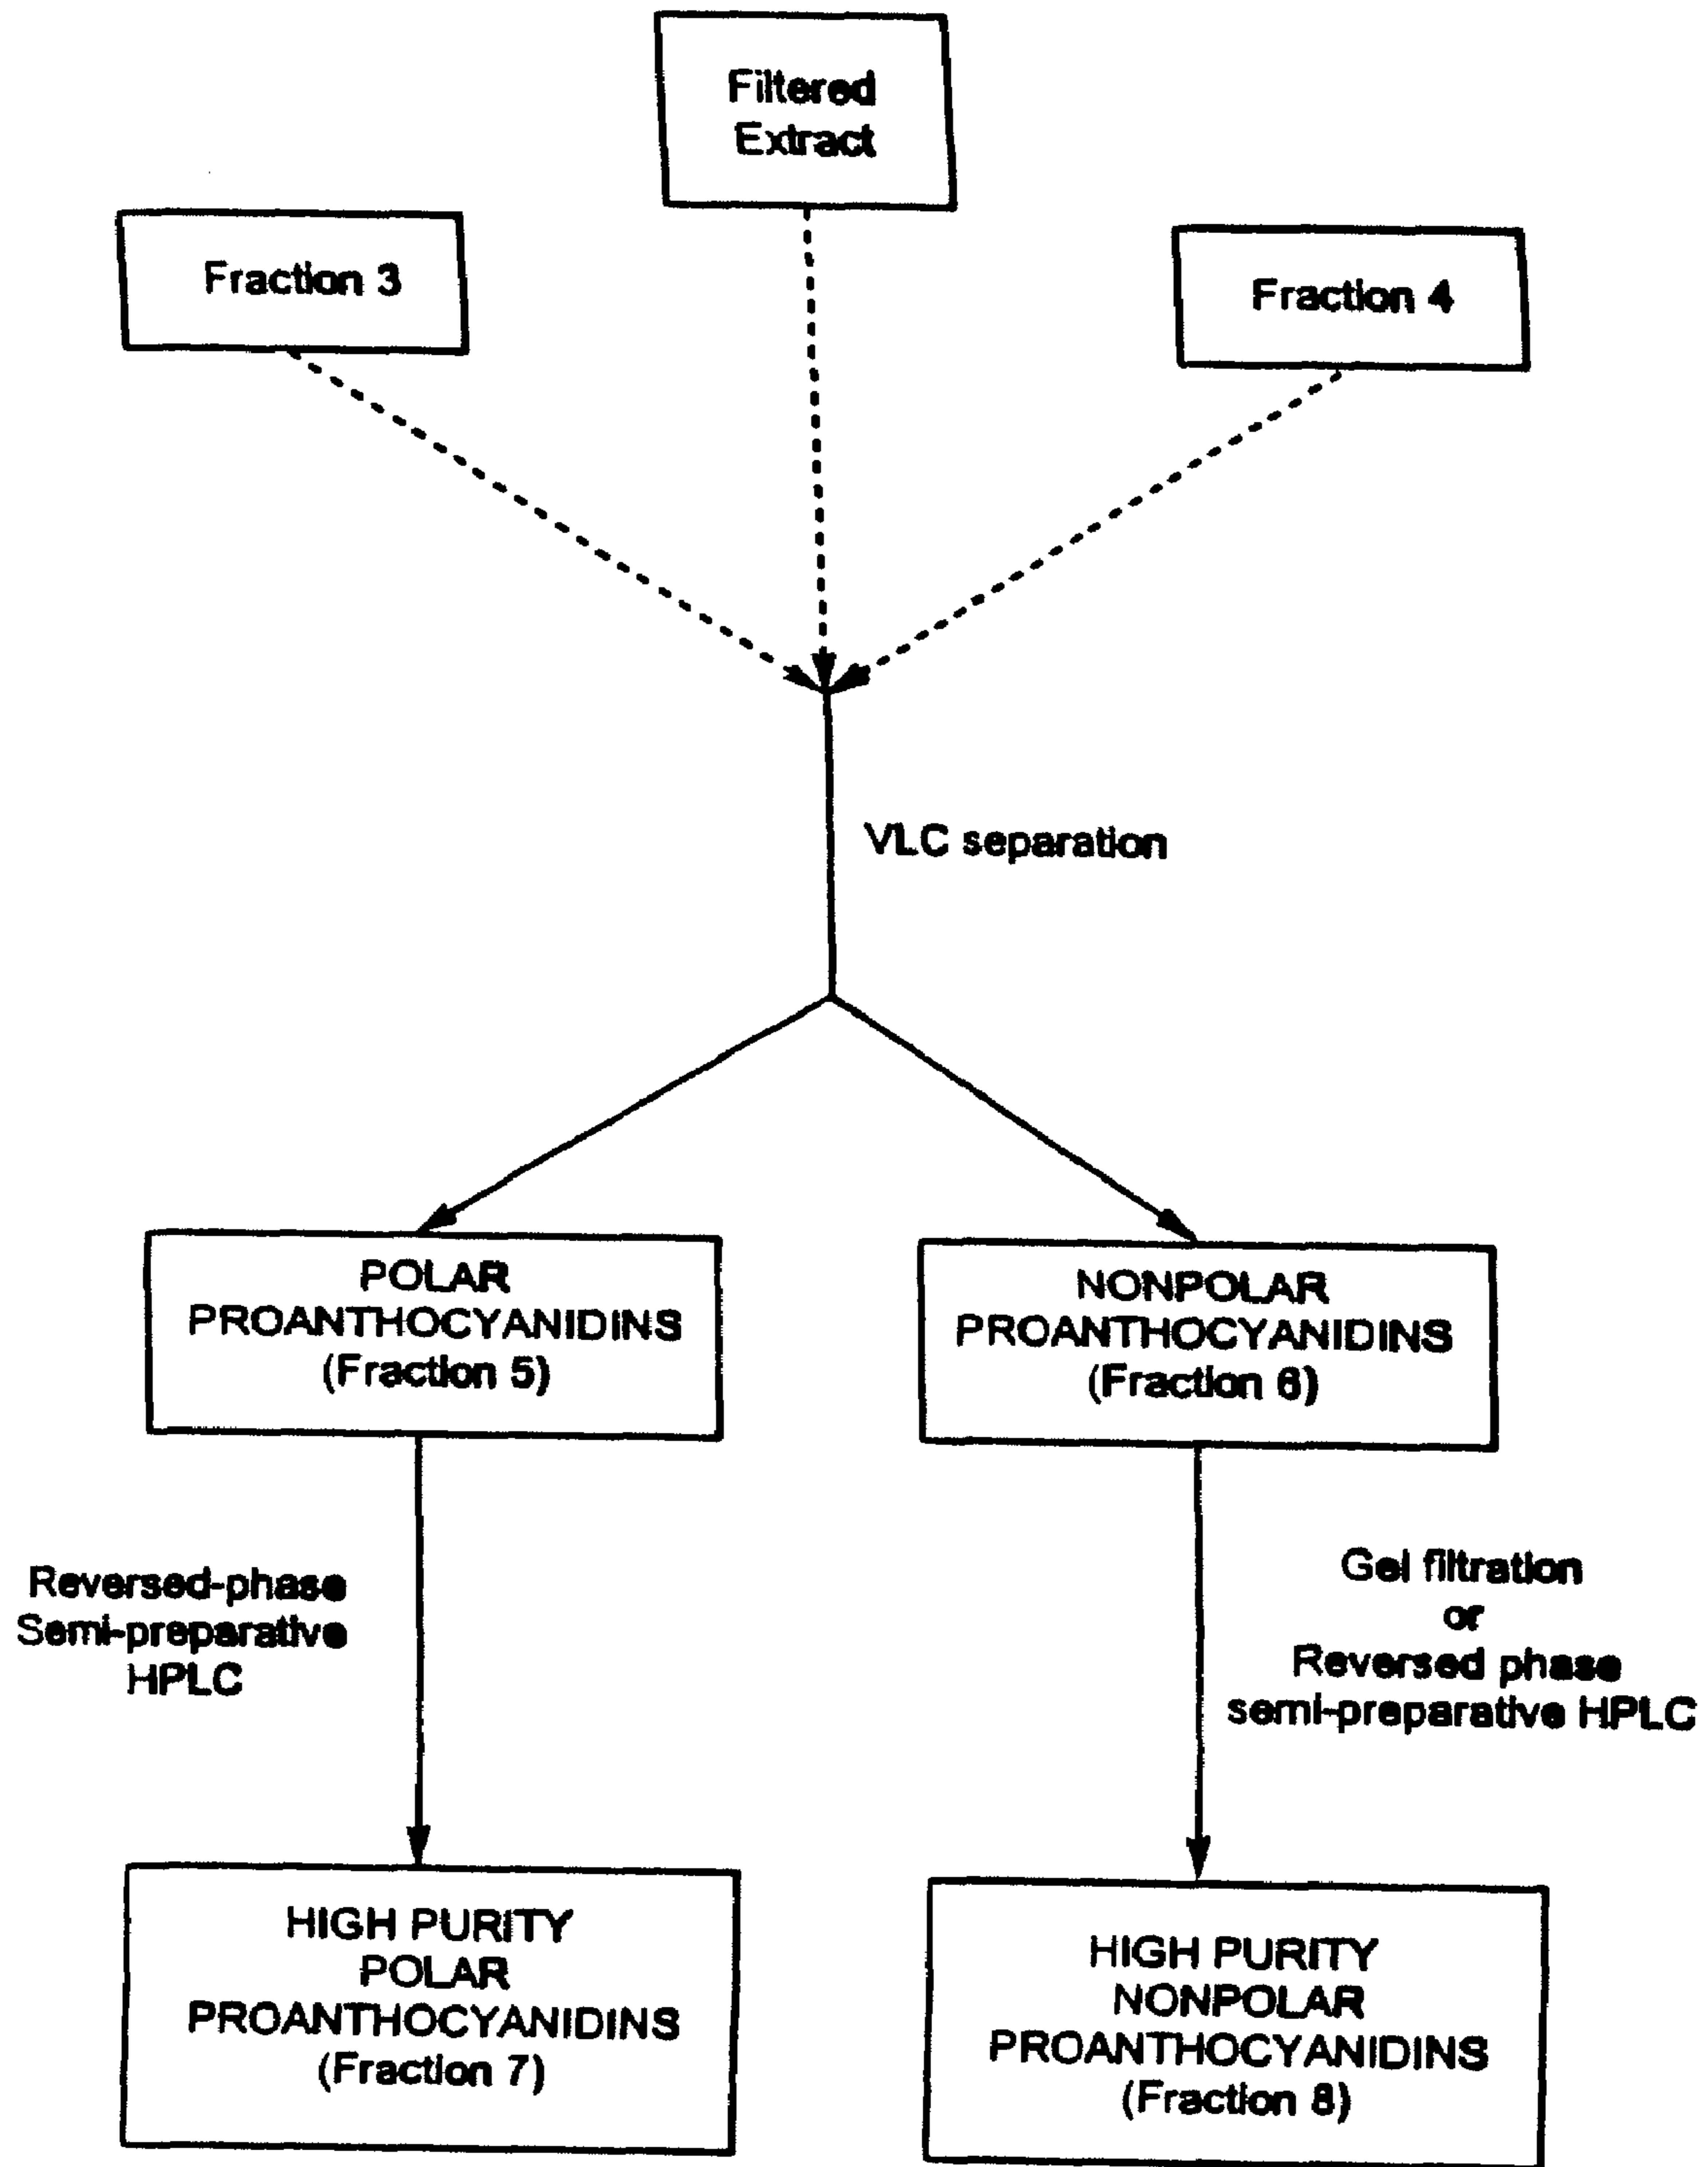 Filtered
Extract
Fraction 3
Fraction 4
VLC separation
POLAR
PROANTHOCYANIDINS
(Fraction 5)
NONPOLAR
PROANTHOCYANIDINS
(Fraction 6)
Reversed-phase
Semi-preparative
HPLC
Gel filtration
or
Reversed phase
semi-preparative HPLC
HIGH PURITY
POLAR
PROANTHOCYANIDINS
(Fraction 7)
HIGH PURITY
NONPOLAR
PROANTHOCYANIDINS
(Fraction 8)